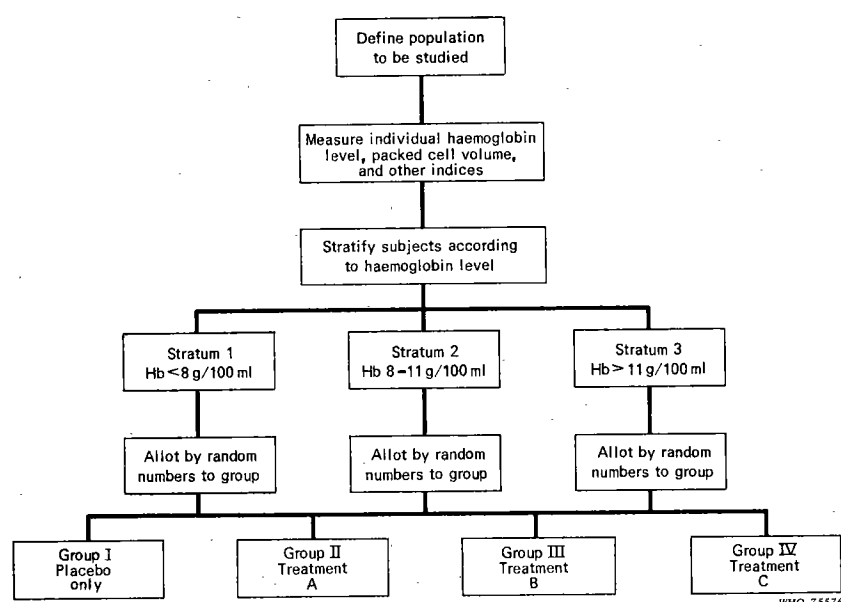 Define population
to be studied
Measure individual haemoglobin
level, packed cell volume,
and other indices
Stratify subjects according
to haemoglobin level
Stratum 1
Hb<8 g/100 ml
Stratum 2
Hb 8–11 g/100 ml
Stratum 3
Hb> 11 g/100 ml
Allot by random
numbers to group
Allot by random
numbers to group
Allot by random
numbers to group
Group I
Placebo
only
Group II
Treatment
A
Group III
Treatment
B
Group IV
Treatment
C
WHO 75576